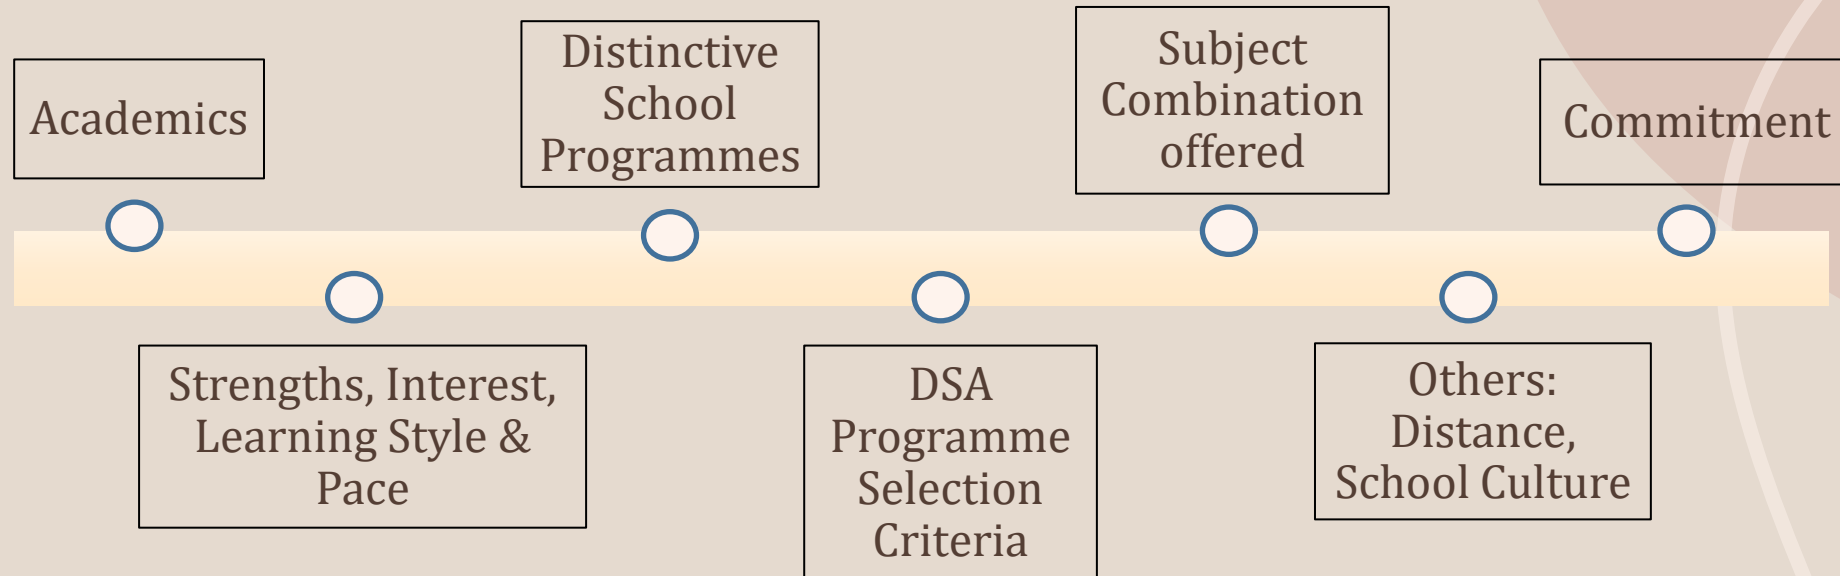 Academics
Strengths, Interest,
Learning Style &
Pace
Distinctive
School
Programmes
DSA
Programme
Selection
Criteria
Subject
Combination
offered
Others:
Distance,
School Culture
Commitment